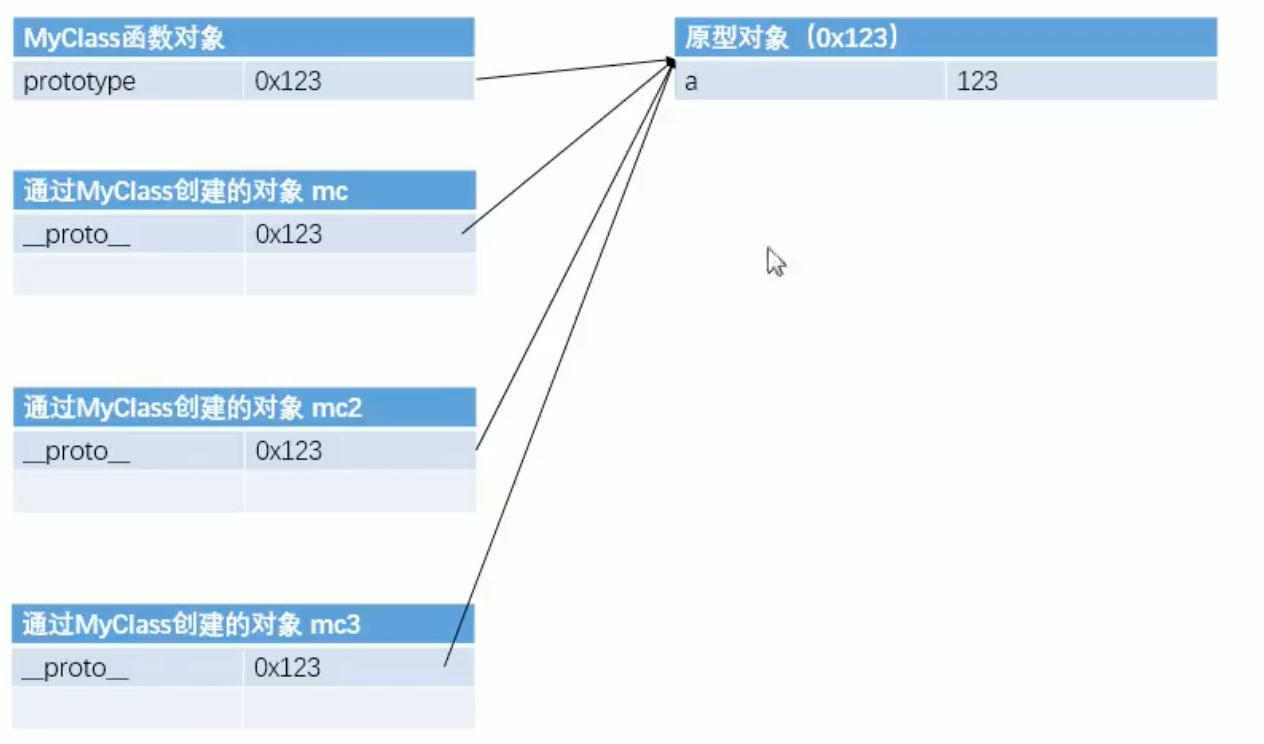 MyClass函数对象
prototype 0x123
原型对象（0x123）
a 123
通过MyClass创建的对象 mc
__proto__ 0x123
通过MyClass创建的对象 mc2
__proto__ 0x123
通过MyClass创建的对象 mc3
__proto__ 0x123